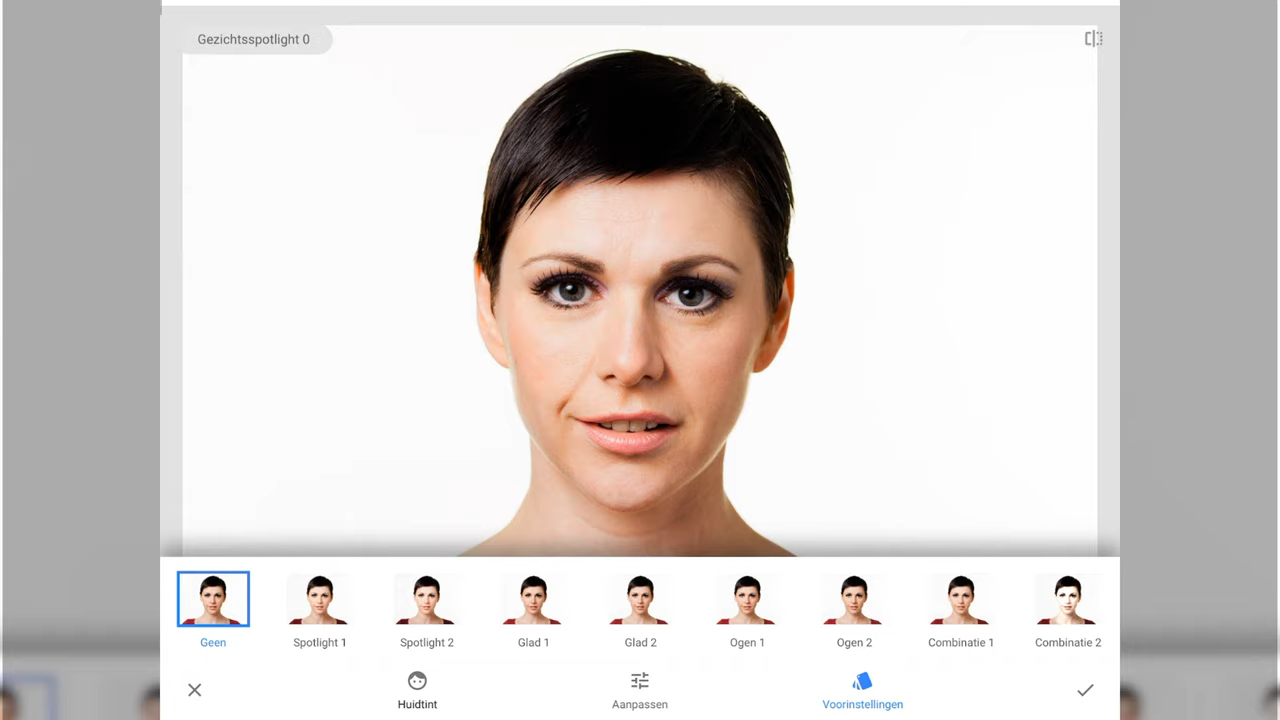 Gezichtsspotlight 0
Geen
Spotlight 1
Spotlight 2
Glad 1
Glad 2
Ogen 1
Ogen 2
Combinatie 1
Combinatie 2
Huidtint
Aanpassen
Voorinstellingen